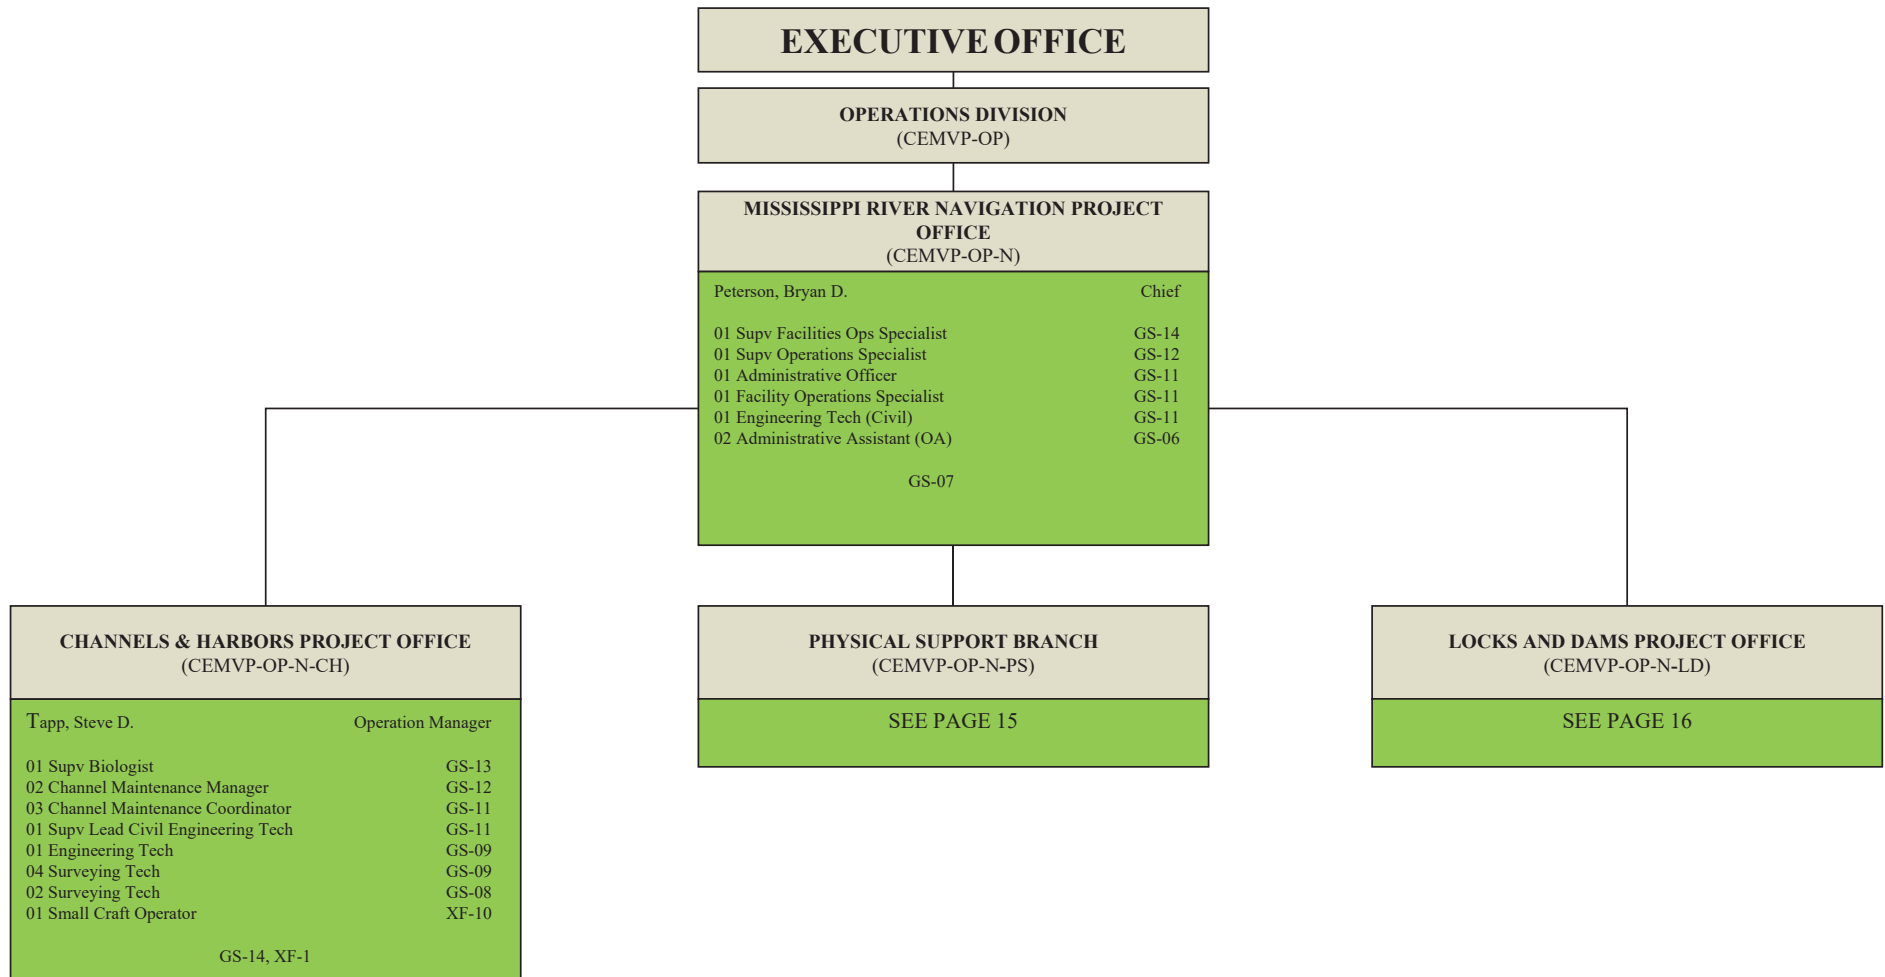 EXECUTIVE OFFICE
OPERATIONS DIVISION
(CEMVP-OP)
MISSISSIPPI RIVER NAVIGATION PROJECT
OFFICE
(CEMVP-OP-N)
Peterson, Bryan D. Chief
01 Supv Facilities Ops Specialist GS-14
01 Supv Operations Specialist GS-12
01 Administrative Officer GS-11
01 Facility Operations Specialist GS-11
01 Engineering Tech (Civil) GS-11
02 Administrative Assistant (OA) GS-06
GS-07
CHANNELS & HARBORS PROJECT OFFICE
(CEMVP-OP-N-CH)
Tapp, Steve D. Operation Manager
01 Supv Biologist GS-13
02 Channel Maintenance Manager GS-12
03 Channel Maintenance Coordinator GS-11
01 Supv Lead Civil Engineering Tech GS-11
01 Engineering Tech GS-09
04 Surveying Tech GS-09
02 Surveying Tech GS-08
01 Small Craft Operator XF-10
GS-14, XF-1
PHYSICAL SUPPORT BRANCH
(CEMVP-OP-N-PS)
SEE PAGE 15
LOCKS AND DAMS PROJECT OFFICE
(CEMVP-OP-N-LD)
SEE PAGE 16